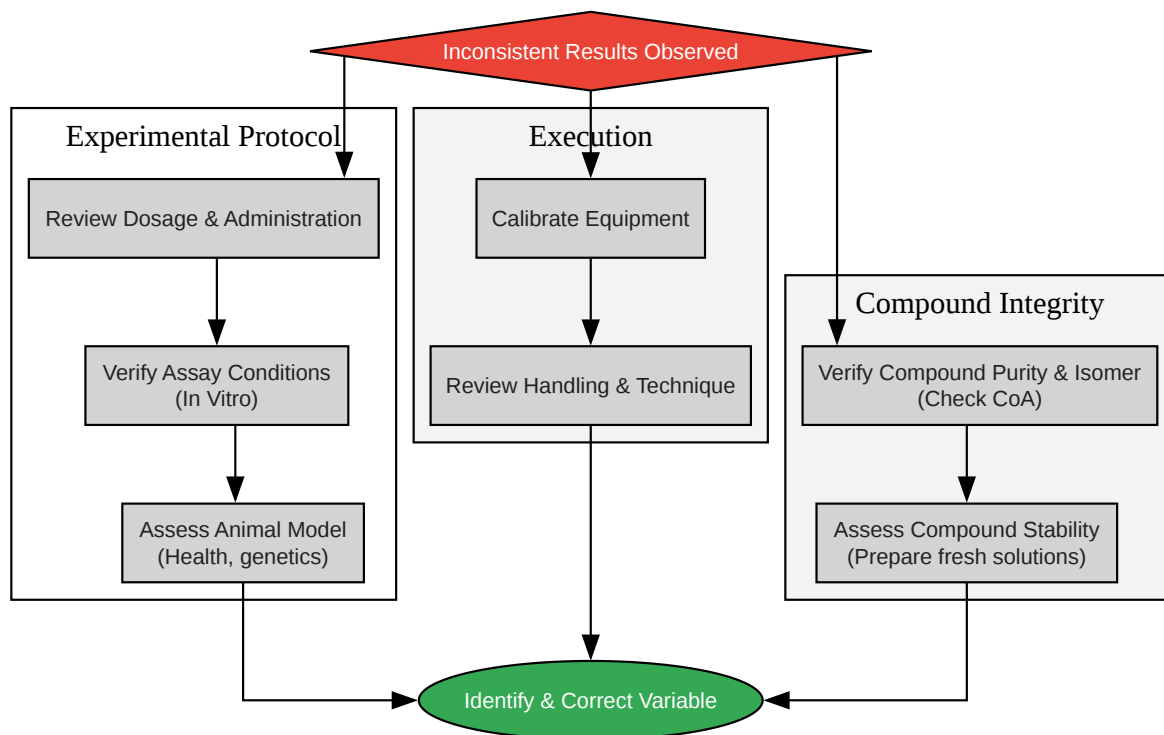 Inconsistent Results Observed
Experimental Protocol
Review Dosage & Administration
Verify Assay Conditions
(In Vitro)
Assess Animal Model
(Health, genetics)
Execution
Calibrate Equipment
Review Handling & Technique
Compound Integrity
Verify Compound Purity & Isomer
(Check CoA)
Assess Compound Stability
(Prepare fresh solutions)
Identify & Correct Variable